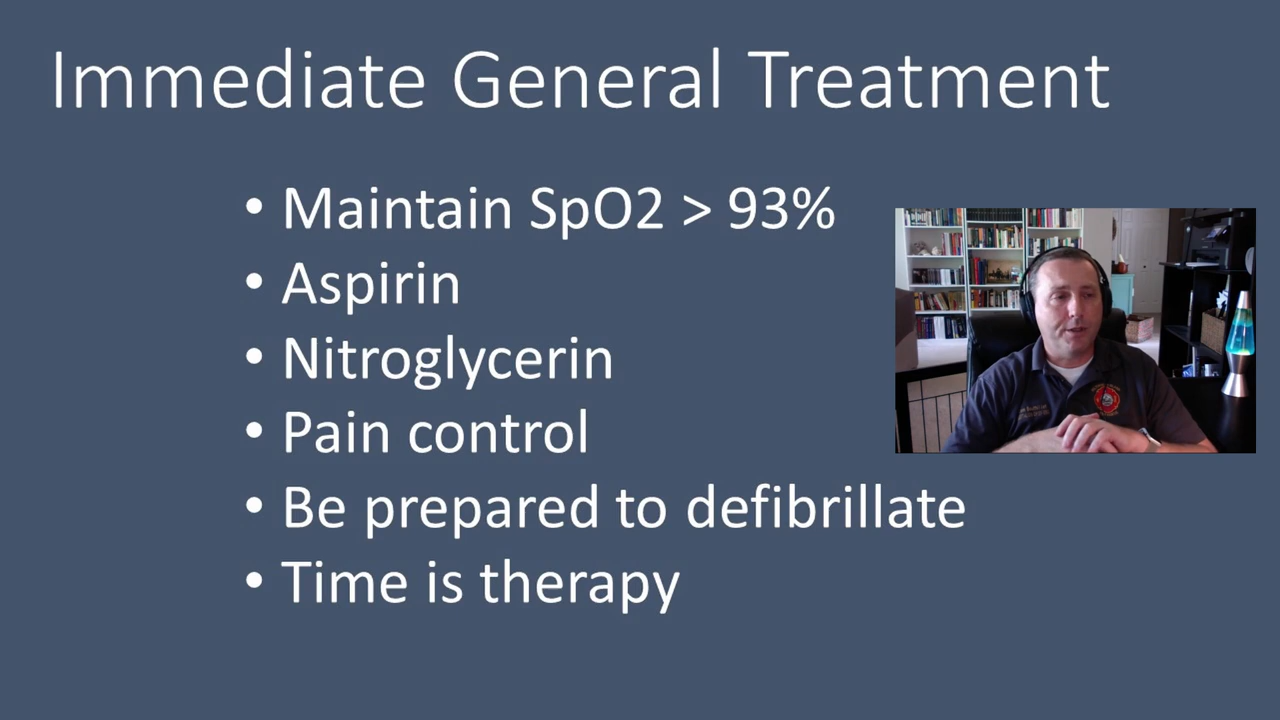 Immediate General Treatment
• Maintain SpO2 > 93%
• Aspirin
• Nitroglycerin
• Pain control
• Be prepared to defibrillate
• Time is therapy